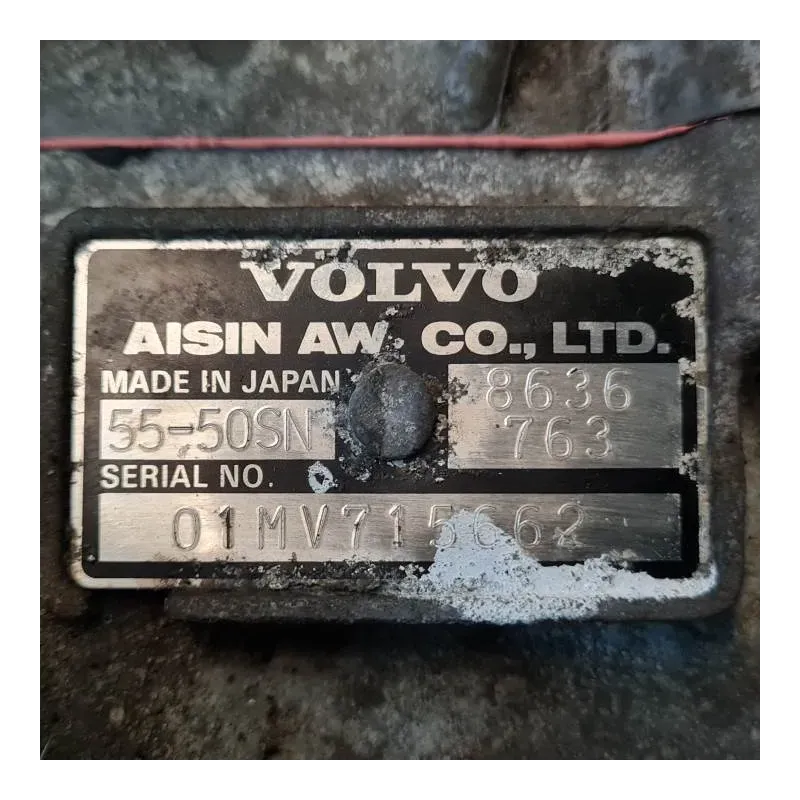 VOLVO
AISIN AW. CO., LTD.
MADE IN JAPAN 8636
55-50SN 763
SERIAL NO.
01MV715662